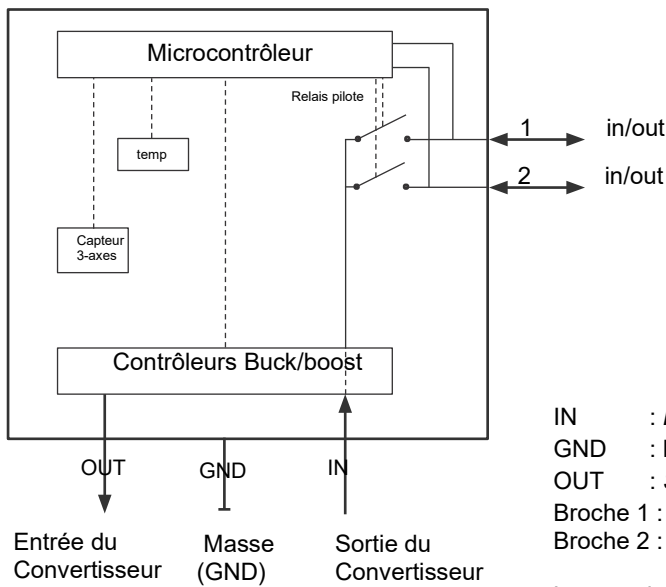 Microcontrôleur
Relais pilote
temp
Capteur
3-axes
1 in/out
2 in/out
Contrôleurs Buck/boost
OUT GND IN
Entrée du Convertisseur
Masse (GND)
Sortie du Convertisseur
IN :
GND :
OUT :
Broche 1 :
Broche 2 :